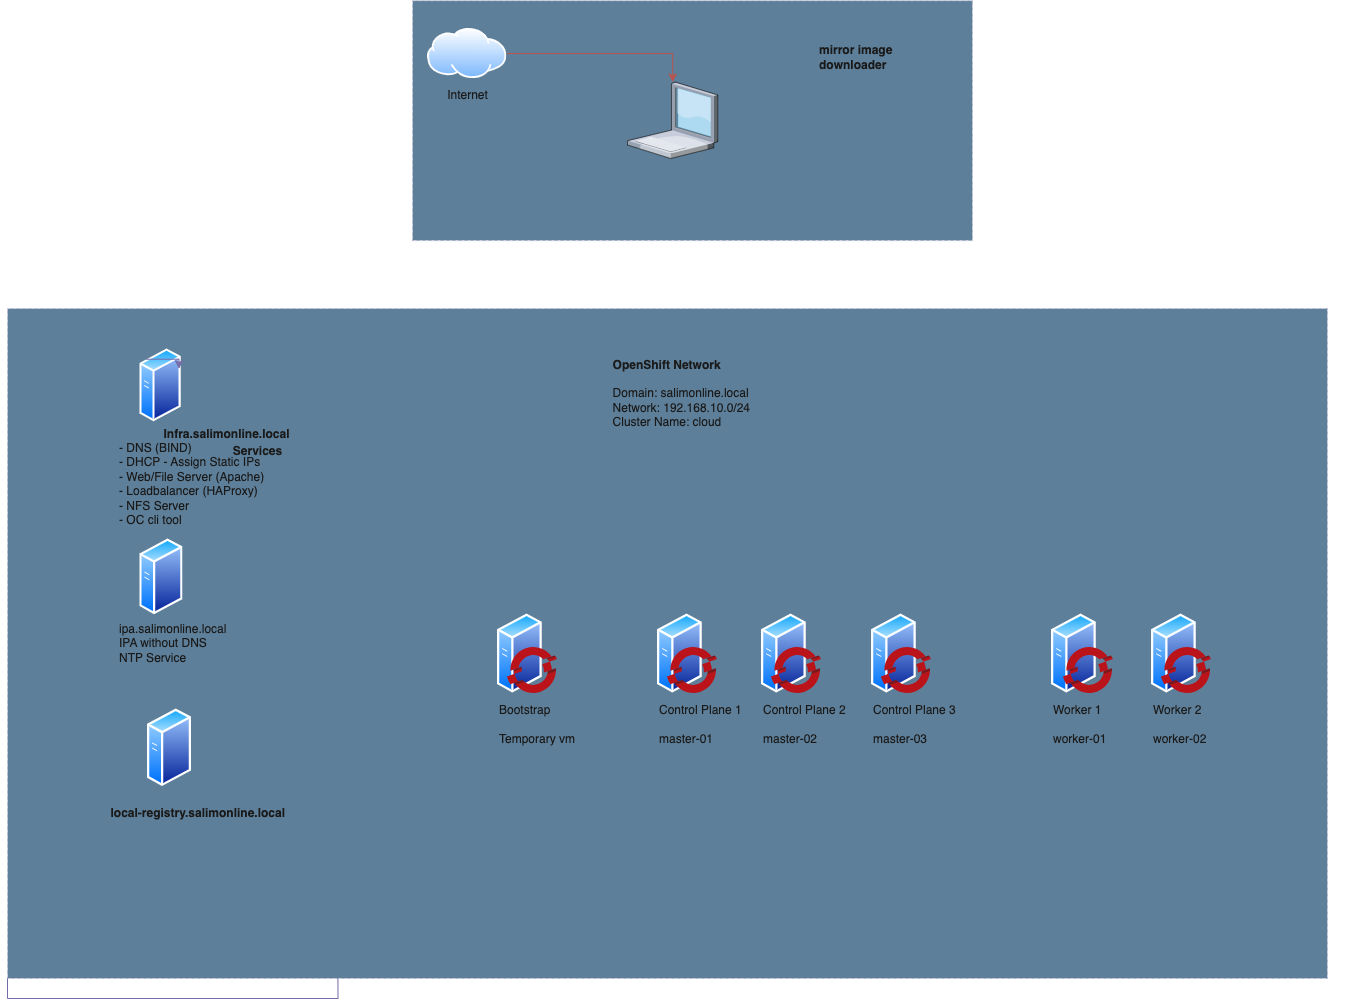 mirror image
downloader
Internet
OpenShift Network
Domain: salimonline.local
Network: 192.168.10.0/24
Cluster Name: cloud
Infra.salimonline.local
Services
- DNS (BIND)
- DHCP - Assign Static IPs
- Web/File Server (Apache)
- Loadbalancer (HAProxy)
- NFS Server
- OC cli tool
ipa.salimonline.local
IPA without DNS
NTP Service
local-registry.salimonline.local
Bootstrap
Temporary vm
Control Plane 1
master-01
Control Plane 2
master-02
Control Plane 3
master-03
Worker 1
worker-01
Worker 2
worker-02